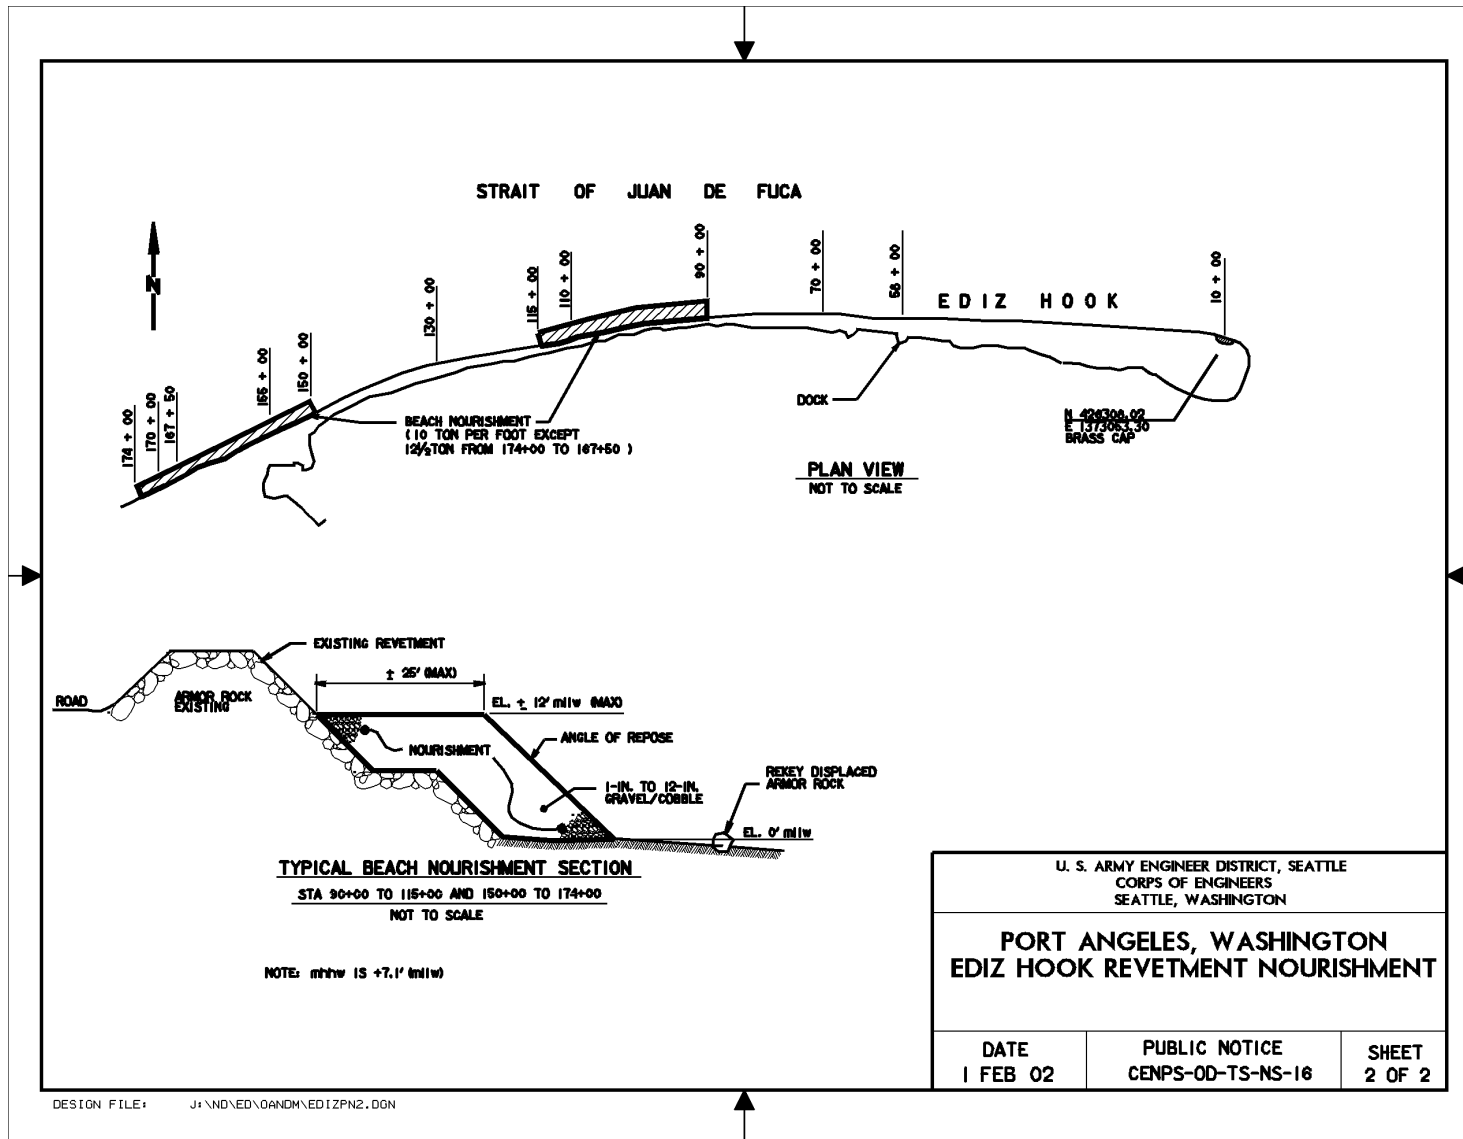 STRAIT OF JUAN DE FUCA
N
174 + 00
170 + 00
167 + 50
155 + 00
150 + 00
130 + 00
115 + 00
110 + 00
90 + 00
70 + 00
56 + 00
10 + 00
EDIZ HOOK
DOCK
BEACH NOURISHMENT
(10 TON PER FOOT EXCEPT
12½TON FROM 174+00 TO 167+50 )
E 1373063.30
BRASS CAP
PLAN VIEW
NOT TO SCALE
EXISTING REVETMENT
± 25' (MAX)
ROAD
ARMOR ROCK
EXISTING
EL. ± 12' mllw (MAX)
NOURISHMENT
ANGLE OF REPOSE
1-IN. TO 12-IN.
GRAVEL/COBBLE
REKEY DISPLACED
ARMOR ROCK
EL. 0' mllw
TYPICAL BEACH NOURISHMENT SECTION
STA 90+00 TO 115+00 AND 150+00 TO 174+00
NOT TO SCALE
NOTE: mhhw IS +7.1' (mllw)
U. S. ARMY ENGINEER DISTRICT, SEATTLE
CORPS OF ENGINEERS
SEATTLE, WASHINGTON
PORT ANGELES, WASHINGTON
EDIZ HOOK REVETMENT NOURISHMENT
DATE
1 FEB 02
PUBLIC NOTICE
CENPS-OD-TS-NS-16
SHEET
2 OF 2
DESIGN FILE: J:\ND\ED\OANDM\EDIZPN2.DGN